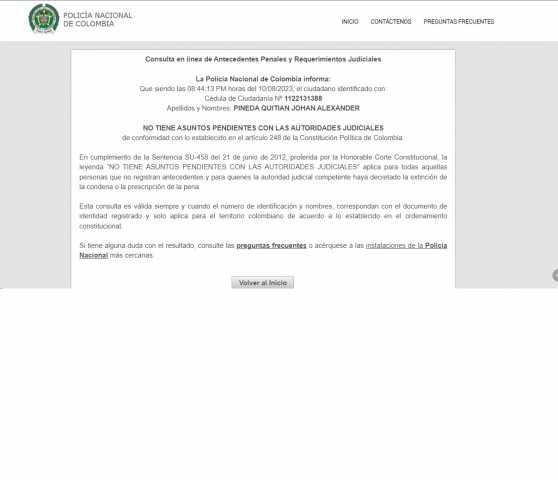 POLICÍA NACIONAL
DE COLOMBIA
INICIO CONTÁCTENOS PREGUNTAS FRECUENTES
Consulta en línea de Antecedentes Penales y Requerimientos Judiciales
La Policía Nacional de Colombia informa:
Que siendo las 08:44:13 PM horas del 10/08/2023, el ciudadano identificado con:
Cédula de Ciudadanía Nº 1122131388
Apellidos y Nombres: PINEDA QUITIAN JOHAN ALEXANDER
NO TIENE ASUNTOS PENDIENTES CON LAS AUTORIDADES JUDICIALES
de conformidad con lo establecido en el artículo 248 de la Constitución Política de Colombia.
En cumplimiento de la Sentencia SU-458 del 21 de junio de 2012, proferida por la Honorable Corte Constitucional, la
leyenda "NO TIENE ASUNTOS PENDIENTES CON LAS AUTORIDADES JUDICIALES" aplica para todas aquellas
personas que no registran antecedentes y para quienes la autoridad judicial competente haya decretado la extinción de
la condena o la prescripción de la pena.
Esta consulta es válida siempre y cuando el número de identificación y nombres, correspondan con el documento de
identidad registrado y solo aplica para el territorio colombiano de acuerdo a lo establecido en el ordenamiento
constitucional.
Si tiene alguna duda con el resultado, consulte las preguntas frecuentes o acérquese a las instalaciones de la Policía
Nacional más cercanas.
Volver al Inicio